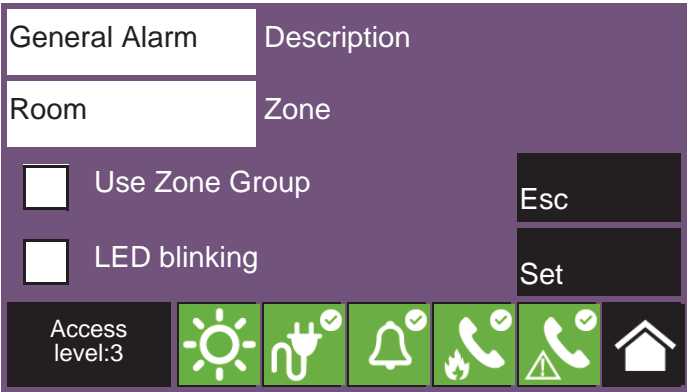 General Alarm Description
Room Zone
Use Zone Group
Esc
LED blinking
Set
Access
level:3